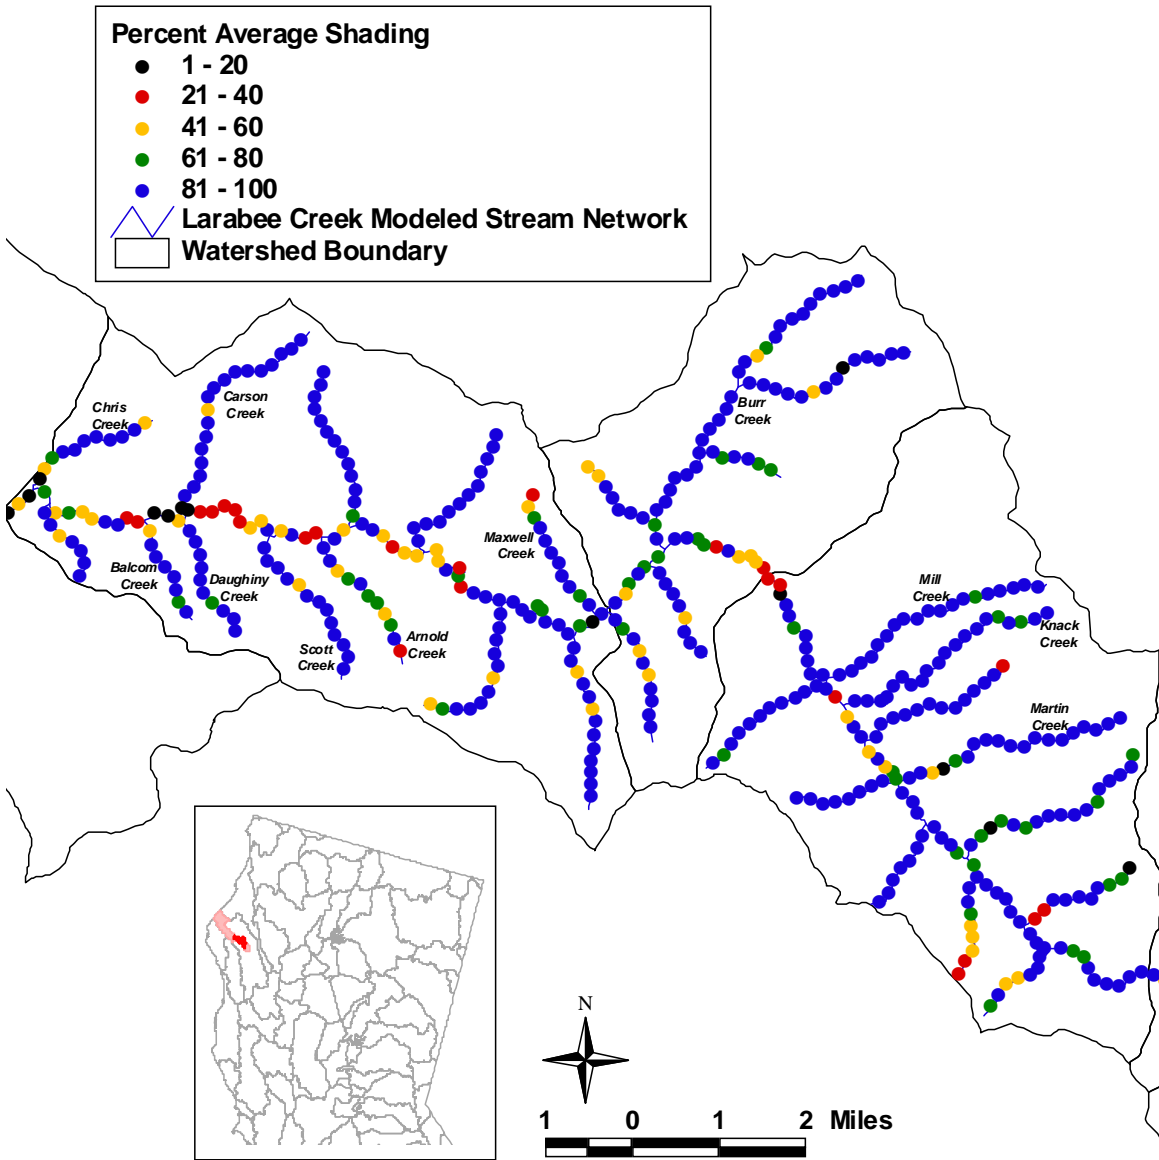 Percent Average Shading
1 - 20
21 - 40
41 - 60
61 - 80
81 - 100
Larabee Creek Modeled Stream Network
Watershed Boundary
Chris
Creek
Carson
Creek
Burr
Creek
Maxwell
Creek
Balcom
Creek
Daughiny
Creek
Scott
Creek
Arnold
Creek
Mill
Creek
Knack
Creek
Martin
Creek
N
1 0 1 2 Miles